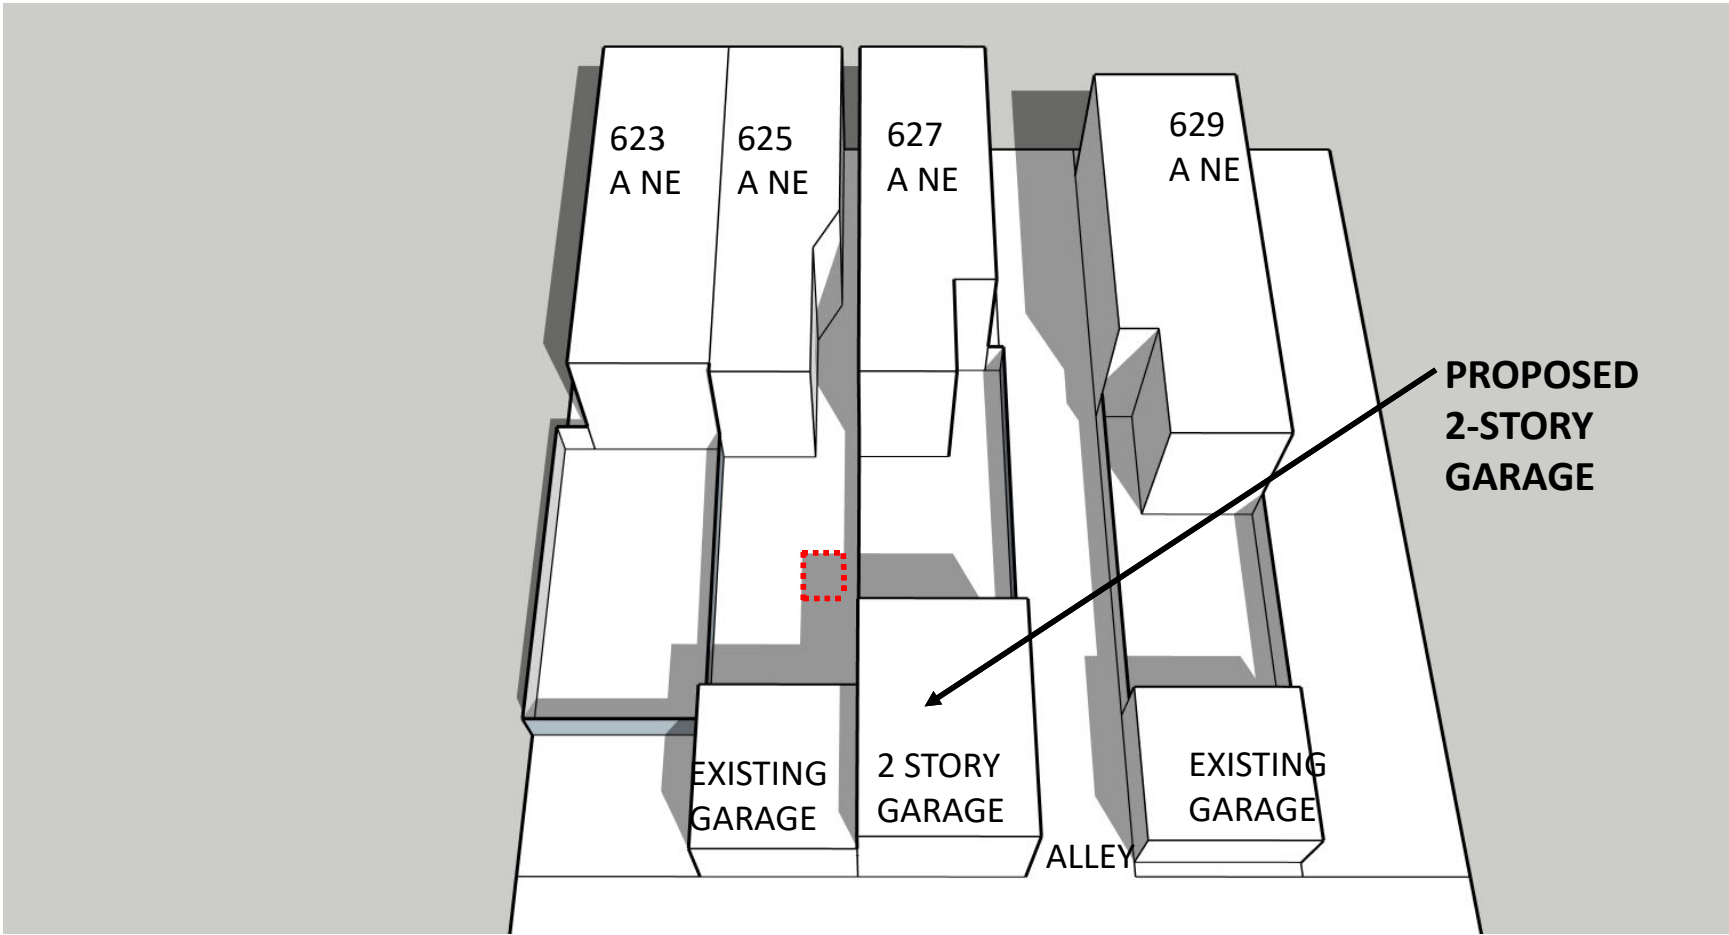 623
A NE
625
A NE
627
A NE
629
A NE
PROPOSED
2-STORY
GARAGE
EXISTING
GARAGE
2 STORY
GARAGE
EXISTING
GARAGE
ALLEY